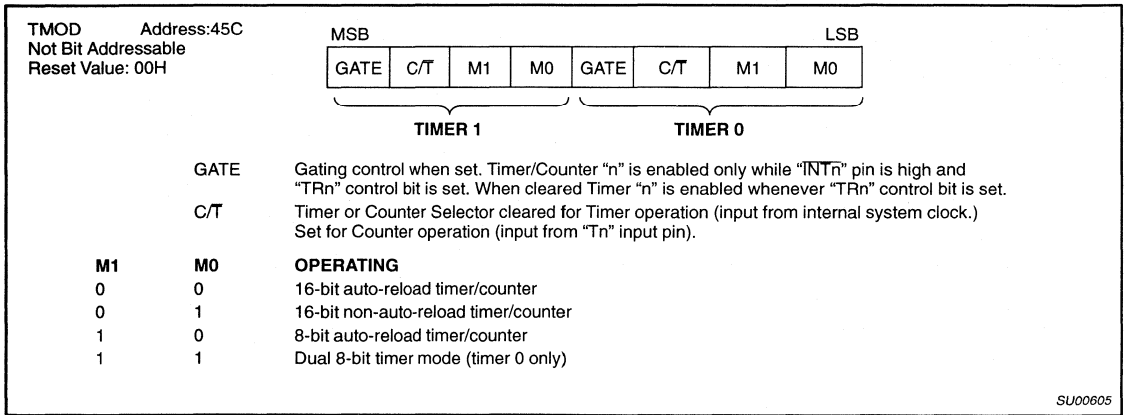 TMOD Address:45C
Not Bit Addressable
Reset Value: 00H
MSB LSB
GATE C/T̅ M1 M0 GATE C/T̅ M1 M0
TIMER 1 TIMER 0
GATE Gating control when set. Timer/Counter “n” is enabled only while “I̅N̅T̅n̅” pin is high and
“TRn” control bit is set. When cleared Timer “n” is enabled whenever “TRn” control bit is set.
C/T̅ Timer or Counter Selector cleared for Timer operation (input from internal system clock.)
Set for Counter operation (input from “Tn” input pin).
M1 M0 OPERATING
0 0 16-bit auto-reload timer/counter
0 1 16-bit non-auto-reload timer/counter
1 0 8-bit auto-reload timer/counter
1 1 Dual 8-bit timer mode (timer 0 only)
SU00605